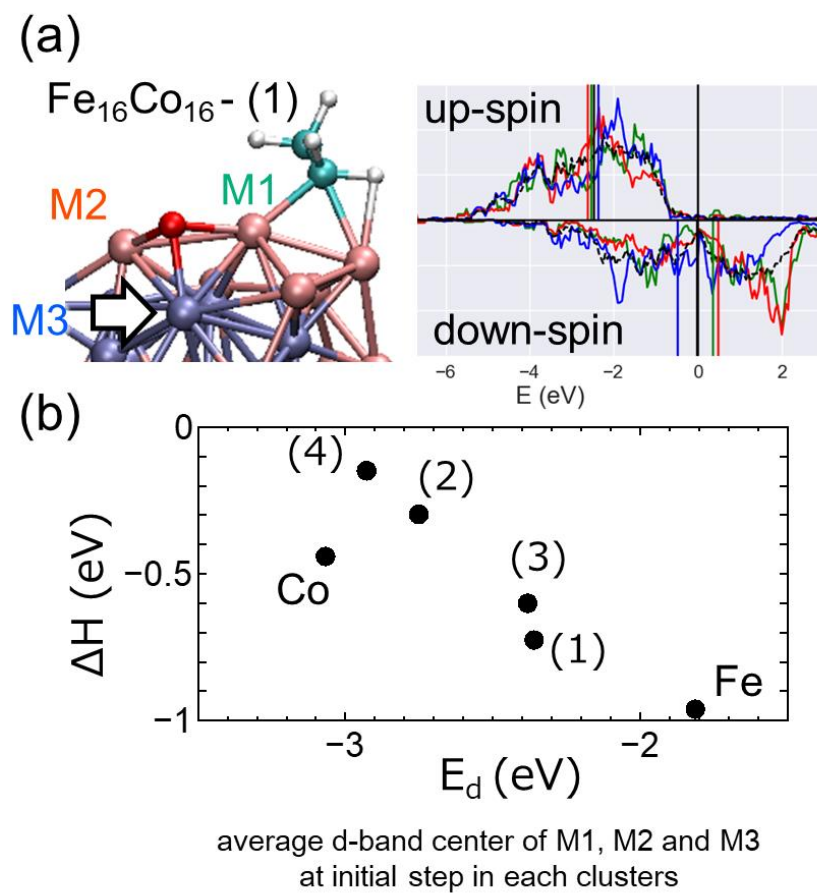 (a)
Fe₁₆Co₁₆- (1)
M1
M2
M3
up-spin
down-spin
−6 −4 −2 0 2
E (eV)
(b)
0
−0.5
−1
ΔH (eV)
(4)
(2)
Co
(3)
(1)
Fe
−3 −2
E_d (eV)
average d-band center of M1, M2 and M3
at initial step in each clusters